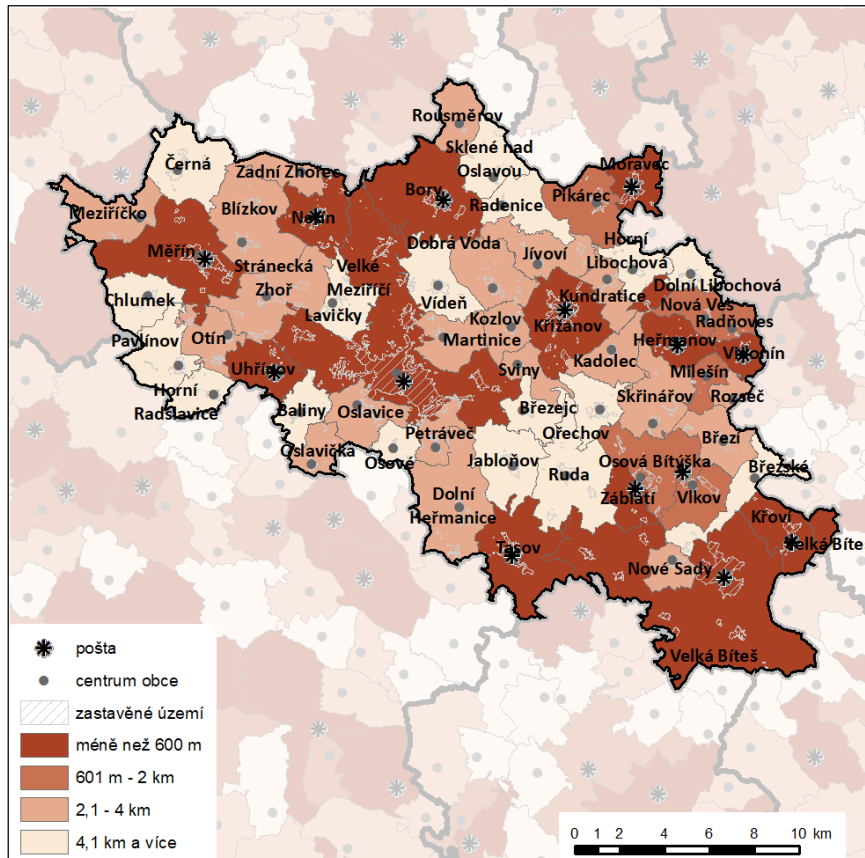 Rousměrov
Sklené nad
Oslavou
Moravec
Černá
Zadní Zhořec
Bory
Pikárec
Radenice
Meziříčko
Blízkov
Netín
Měřín
Dobrá Voda
Horní
Libochová
Jívoví
Stránecká
Zhoř
Velké
Meziříčí
Dolní Libochová
Chlumek
Lavičky
Vídeň
Kundratice
Nová Ves
Radňoves
Křižanov
Pavlínov
Otín
Kozlov
Martinice
Heřmanov
Vidonín
Kadolec
Uhřínov
Sviny
Milešín
Horní
Radslavice
Rozseč
Baliny
Oslavice
Březejc
Skřinářov
Petráveč
Ořechov
Březí
Oslavička
Osové
Jabloňov
Ruda
Osová Bítýška
Březské
Dolní
Heřmanice
Záblatí
Vlkov
Křoví
Tasov
Velká Bíte
Nové Sady
Velká Bíteš
pošta
centrum obce
zastavěné území
méně než 600 m
601 m - 2 km
2,1 - 4 km
4,1 km a více
0 1 2 4 6 8 10 km